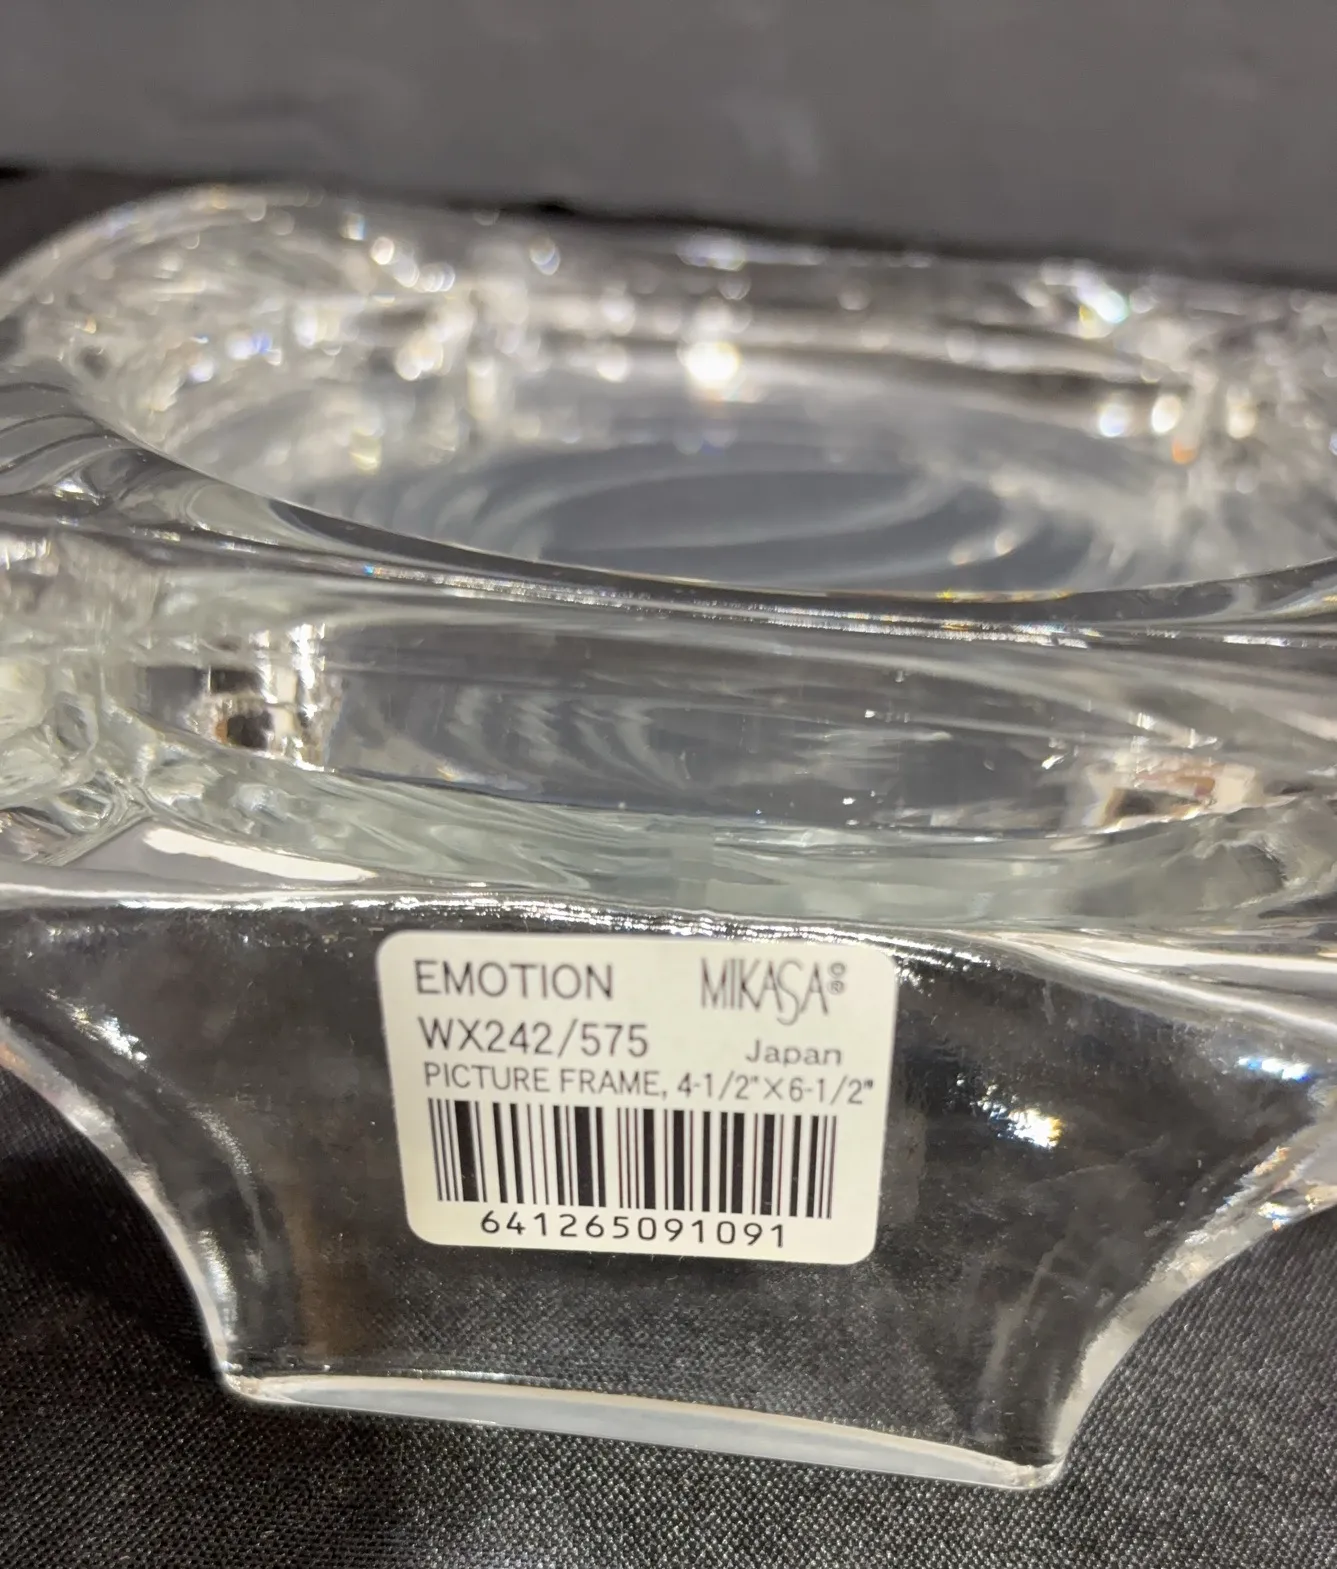 EMOTION MIKASA®
WX242/575 Japan
PICTURE FRAME, 4-1/2"X6-1/2"
641265091091